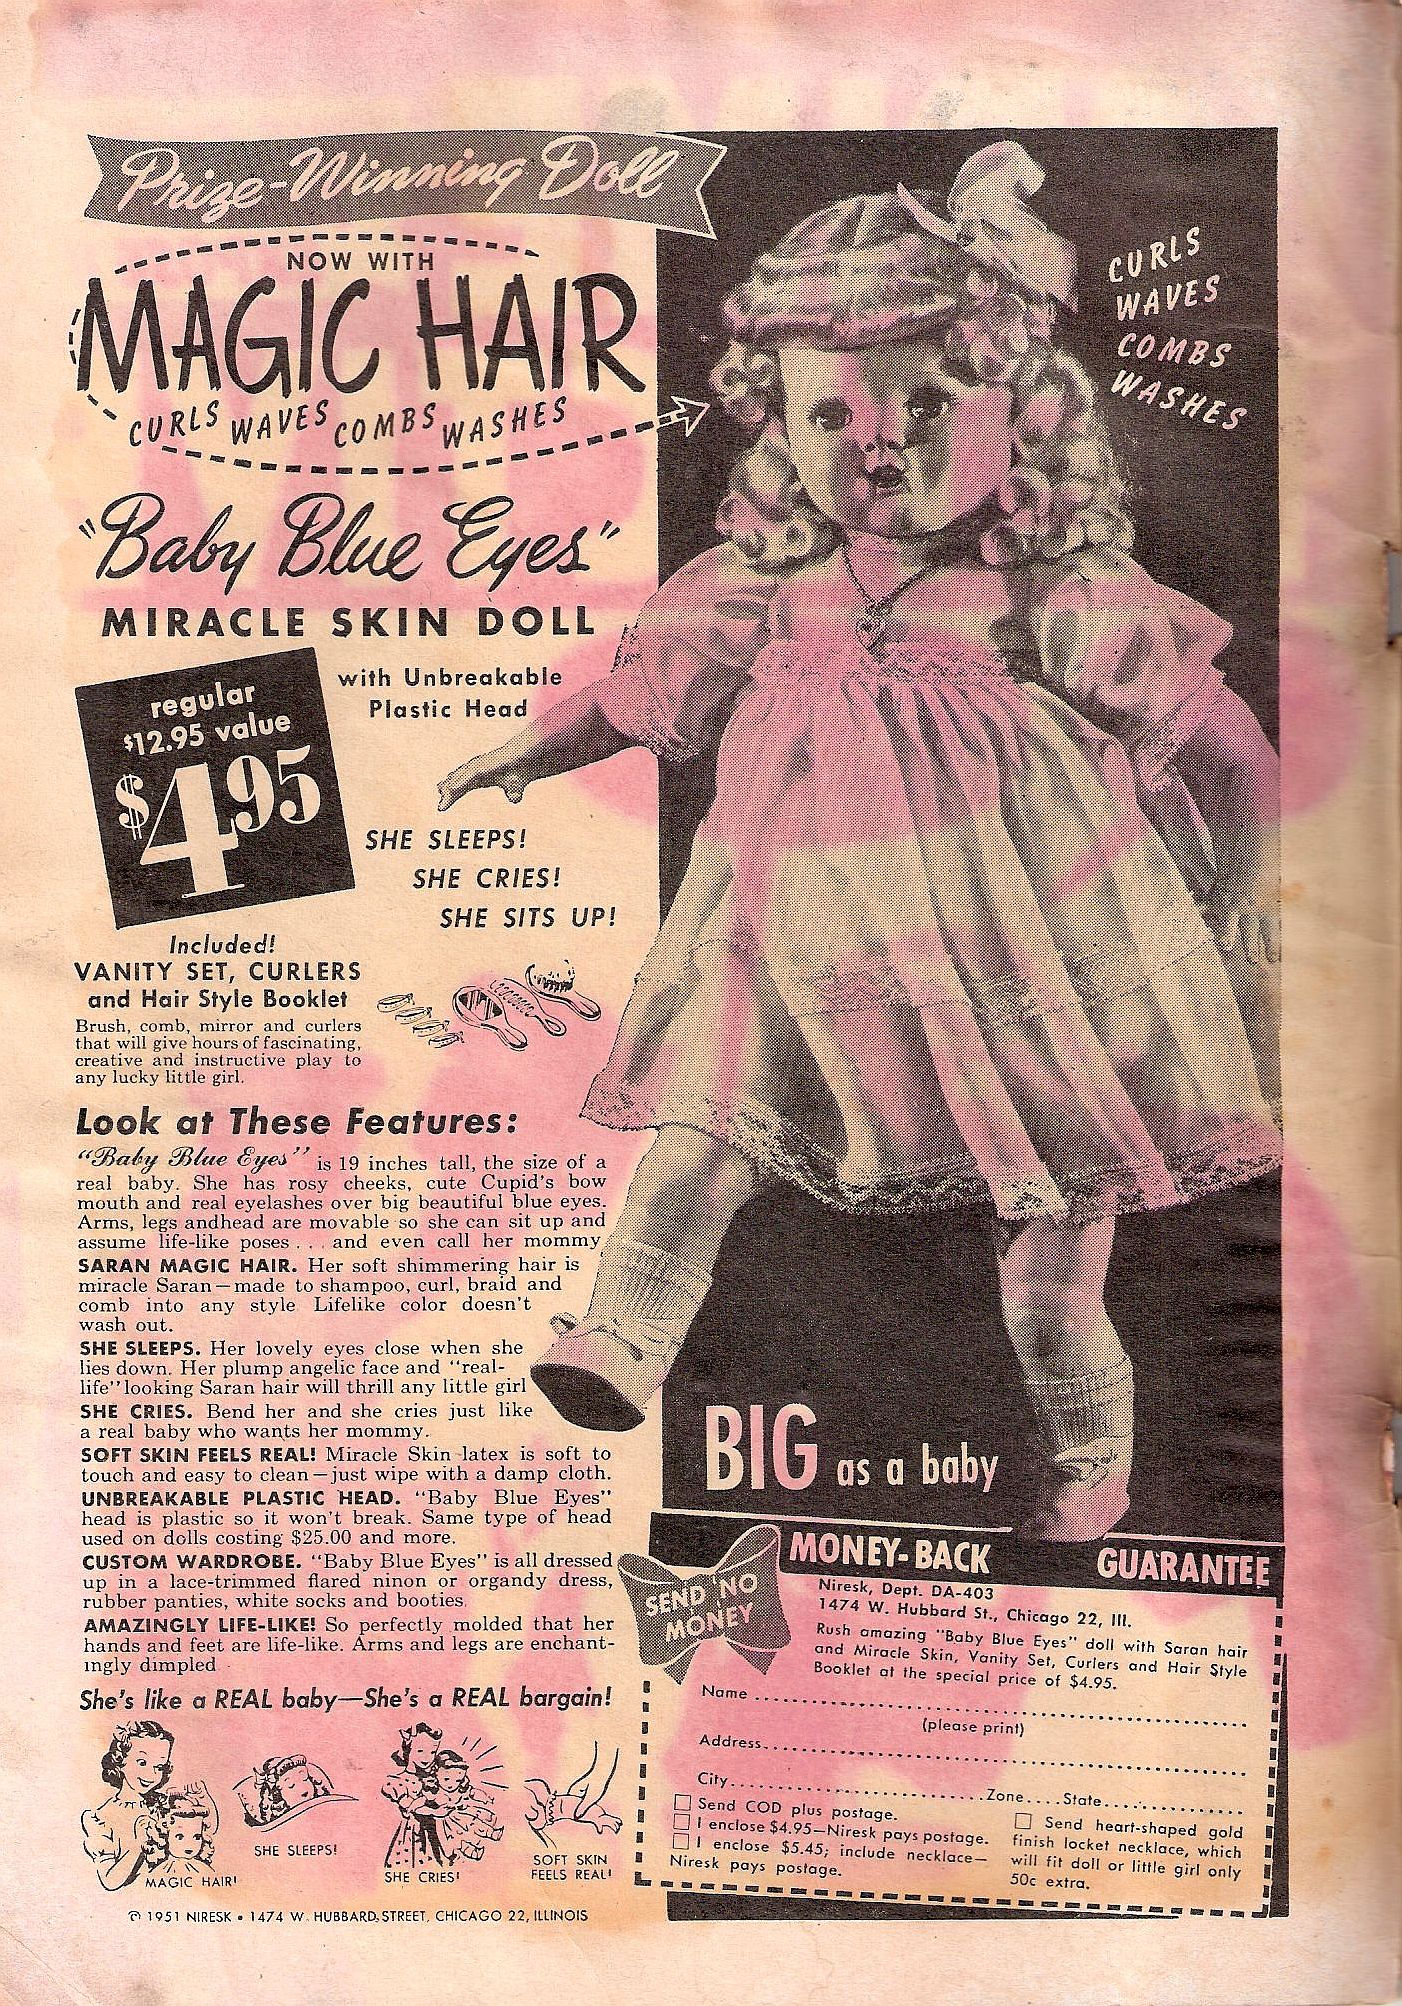 Prize-Winning Doll
NOW WITH
MAGIC HAIR
CURLS WAVES COMBS WASHES
CURLS
WAVES
COMBS
WASHES
"Baby Blue Eyes"
MIRACLE SKIN DOLL
with Unbreakable
Plastic Head
regular
$12.95 value
$4.95
SHE SLEEPS!
SHE CRIES!
SHE SITS UP!
Included!
VANITY SET, CURLERS
and Hair Style Booklet
Brush, comb, mirror and curlers
that will give hours of fascinating,
creative and instructive play to
any lucky little girl.
Look at These Features:
"Baby Blue Eyes" is 19 inches tall, the size of a
real baby. She has rosy cheeks, cute Cupid's bow
mouth and real eyelashes over big beautiful blue eyes.
Arms, legs andhead are movable so she can sit up and
assume life-like poses . . . and even call her mommy
SARAN MAGIC HAIR. Her soft shimmering hair is
miracle Saran—made to shampoo, curl, braid and
comb into any style Lifelike color doesn't
wash out.
SHE SLEEPS. Her lovely eyes close when she
lies down. Her plump angelic face and "real-
life" looking Saran hair will thrill any little girl
SHE CRIES. Bend her and she cries just like
a real baby who wants her mommy.
SOFT SKIN FEELS REAL! Miracle Skin latex is soft to
touch and easy to clean—just wipe with a damp cloth.
UNBREAKABLE PLASTIC HEAD. "Baby Blue Eyes"
head is plastic so it won't break. Same type of head
used on dolls costing $25.00 and more.
CUSTOM WARDROBE. "Baby Blue Eyes" is all dressed
up in a lace-trimmed flared ninon or organdy dress,
rubber panties, white socks and booties.
AMAZINGLY LIFE-LIKE! So perfectly molded that her
hands and feet are life-like. Arms and legs are enchant-
ingly dimpled
She's like a REAL baby—She's a REAL bargain!
MAGIC HAIR!
SHE SLEEPS!
SHE CRIES!
SOFT SKIN
FEELS REAL!
© 1951 NIRESK • 1474 W. HUBBARD STREET, CHICAGO 22, ILLINOIS
BIG as a baby
MONEY-BACK GUARANTEE
SEND NO
MONEY
Niresk, Dept. DA-403
1474 W. Hubbard St., Chicago 22, Ill.
Rush amazing "Baby Blue Eyes" doll with Saran hair
and Miracle Skin, Vanity Set, Curlers and Hair Style
Booklet at the special price of $4.95.
Name
(please print)
Address
City Zone State
Send COD plus postage.
I enclose $4.95—Niresk pays postage.
I enclose $5.45; include necklace—
Niresk pays postage.
Send heart-shaped gold
finish locket necklace, which
will fit doll or little girl only
50c extra.